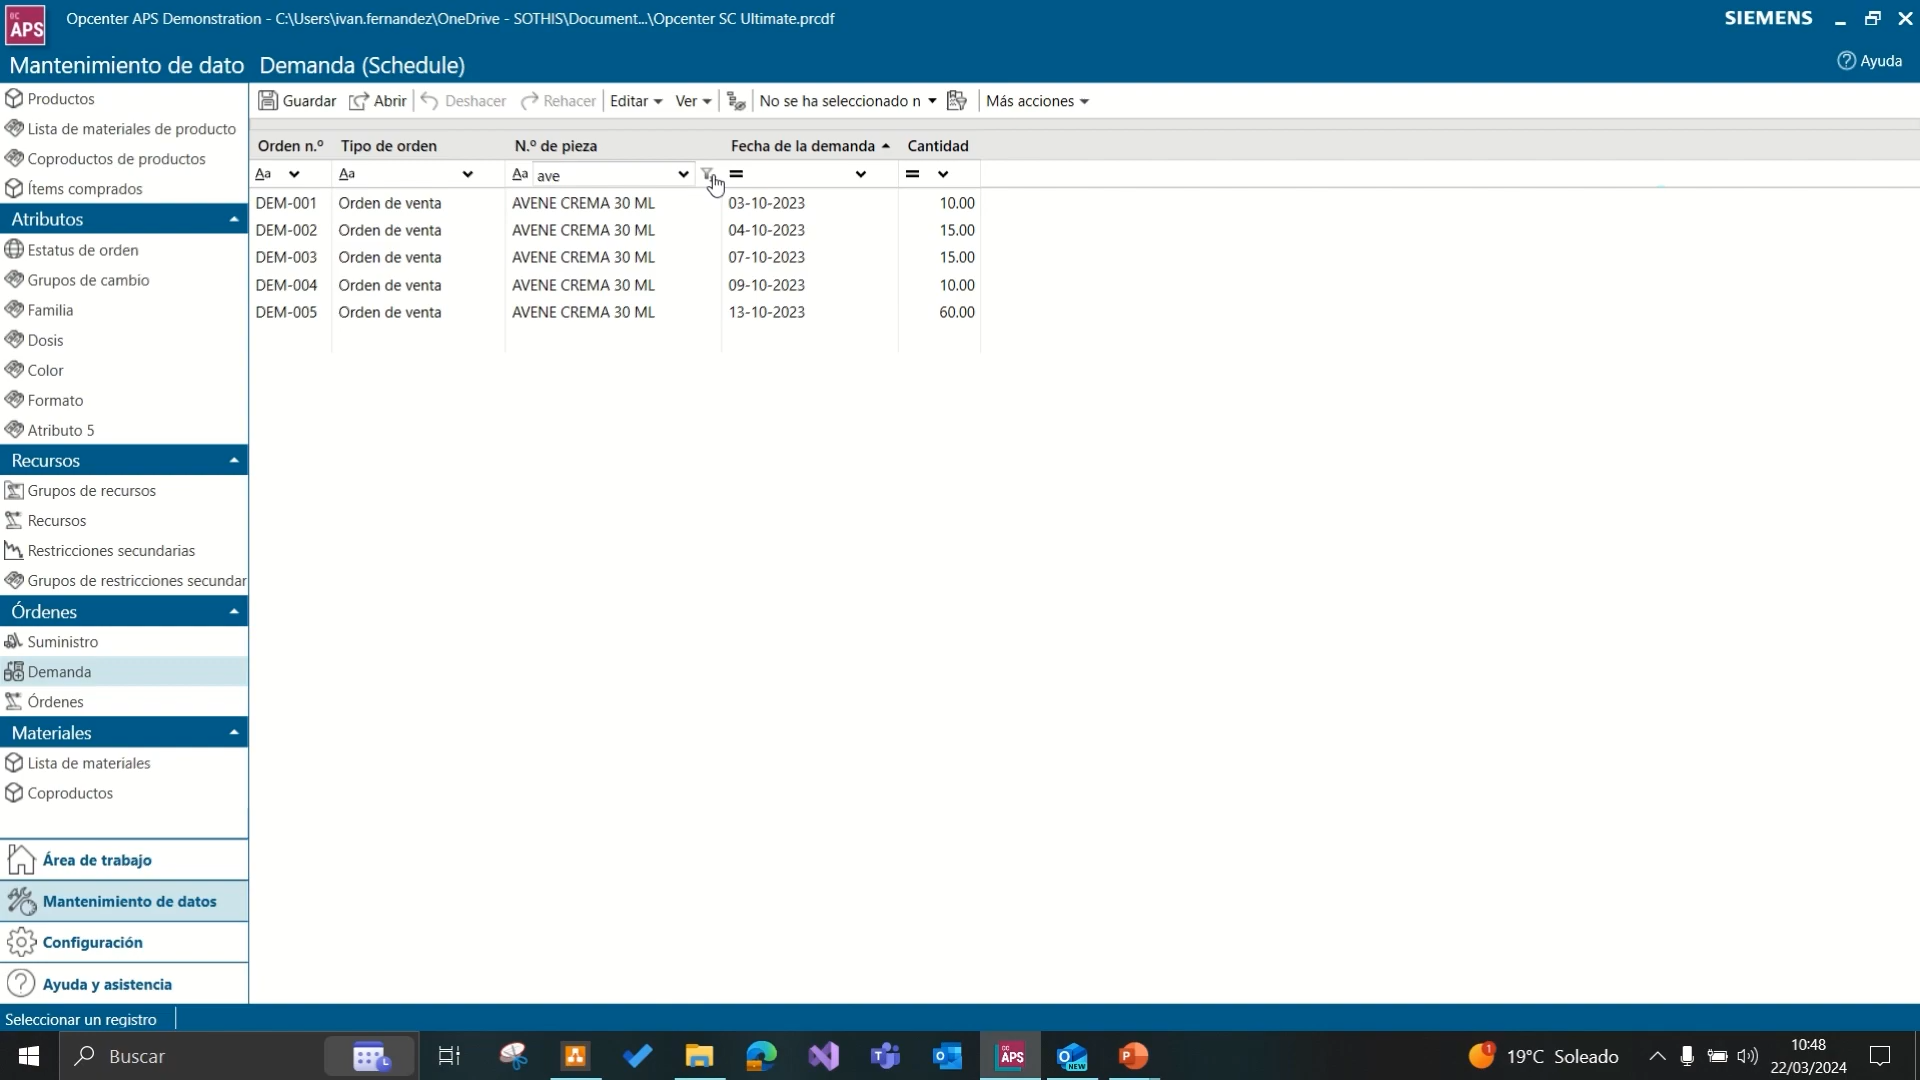 OC
APS
Opcenter APS Demonstration - C:\Users\ivan.fernandez\OneDrive - SOTHIS\Document...\Opcenter SC Ultimate.prcdf
SIEMENS
Mantenimiento de dato
Demanda (Schedule)
Ayuda
Productos
Lista de materiales de producto
Coproductos de productos
Ítems comprados
Atributos
Estatus de orden
Grupos de cambio
Familia
Dosis
Color
Formato
Atributo 5
Recursos
Grupos de recursos
Recursos
Restricciones secundarias
Grupos de restricciones secundar
Órdenes
Suministro
Demanda
Órdenes
Materiales
Lista de materiales
Coproductos
Área de trabajo
Mantenimiento de datos
Configuración
Ayuda y asistencia
Guardar Abrir Deshacer Rehacer Editar Ver No se ha seleccionado n Más acciones
Orden n.º Tipo de orden N.º de pieza Fecha de la demanda Cantidad
Aa Aa Aa ave = =
DEM-001 Orden de venta AVENE CREMA 30 ML 03-10-2023 10.00
DEM-002 Orden de venta AVENE CREMA 30 ML 04-10-2023 15.00
DEM-003 Orden de venta AVENE CREMA 30 ML 07-10-2023 15.00
DEM-004 Orden de venta AVENE CREMA 30 ML 09-10-2023 10.00
DEM-005 Orden de venta AVENE CREMA 30 ML 13-10-2023 60.00
Seleccionar un registro
Buscar
OC
APS
NEW
1
19°C Soleado
10:48
22/03/2024